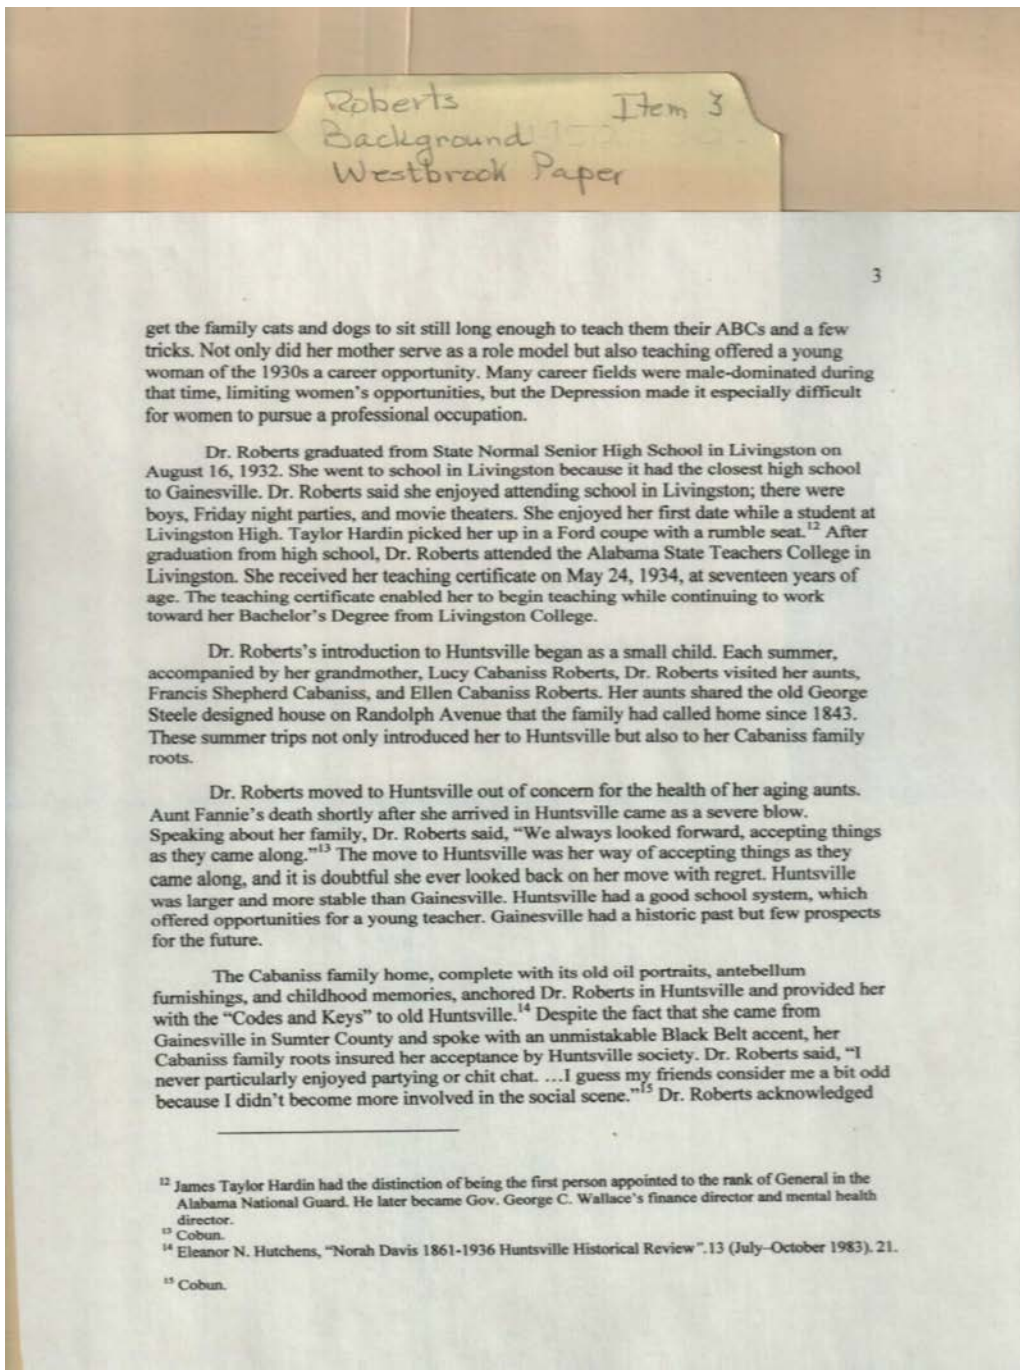 Roberts Item 3
Background
Westbrook Paper
3
get the family cats and dogs to sit still long enough to teach them their ABCs and a few
tricks. Not only did her mother serve as a role model but also teaching offered a young
woman of the 1930s a career opportunity. Many career fields were male-dominated during
that time, limiting women's opportunities, but the Depression made it especially difficult
for women to pursue a professional occupation.
Dr. Roberts graduated from State Normal Senior High School in Livingston on
August 16, 1932. She went to school in Livingston because it had the closest high school
to Gainesville. Dr. Roberts said she enjoyed attending school in Livingston; there were
boys, Friday night parties, and movie theaters. She enjoyed her first date while a student at
Livingston High. Taylor Hardin picked her up in a Ford coupe with a rumble seat.12 After
graduation from high school, Dr. Roberts attended the Alabama State Teachers College in
Livingston. She received her teaching certificate on May 24, 1934, at seventeen years of
age. The teaching certificate enabled her to begin teaching while continuing to work
toward her Bachelor's Degree from Livingston College.
Dr. Roberts's introduction to Huntsville began as a small child. Each summer,
accompanied by her grandmother, Lucy Cabaniss Roberts, Dr. Roberts visited her aunts,
Francis Shepherd Cabaniss, and Ellen Cabaniss Roberts. Her aunts shared the old George
Steele designed house on Randolph Avenue that the family had called home since 1843.
These summer trips not only introduced her to Huntsville but also to her Cabaniss family
roots.
Dr. Roberts moved to Huntsville out of concern for the health of her aging aunts.
Aunt Fannie's death shortly after she arrived in Huntsville came as a severe blow.
Speaking about her family, Dr. Roberts said, "We always looked forward, accepting things
as they came along."13 The move to Huntsville was her way of accepting things as they
came along, and it is doubtful she ever looked back on her move with regret. Huntsville
was larger and more stable than Gainesville. Huntsville had a good school system, which
offered opportunities for a young teacher. Gainesville had a historic past but few prospects
for the future.
The Cabaniss family home, complete with its old oil portraits, antebellum
furnishings, and childhood memories, anchored Dr. Roberts in Huntsville and provided her
with the "Codes and Keys" to old Huntsville.14 Despite the fact that she came from
Gainesville in Sumter County and spoke with an unmistakable Black Belt accent, her
Cabaniss family roots insured her acceptance by Huntsville society. Dr. Roberts said, "I
never particularly enjoyed partying or chit chat. …I guess my friends consider me a bit odd
because I didn't become more involved in the social scene."15 Dr. Roberts acknowledged
12 James Taylor Hardin had the distinction of being the first person appointed to the rank of General in the
Alabama National Guard. He later became Gov. George C. Wallace's finance director and mental health
director.
13 Cobun.
14 Eleanor N. Hutchens, "Norah Davis 1861-1936 Huntsville Historical Review".13 (July–October 1983). 21.
15 Cobun.